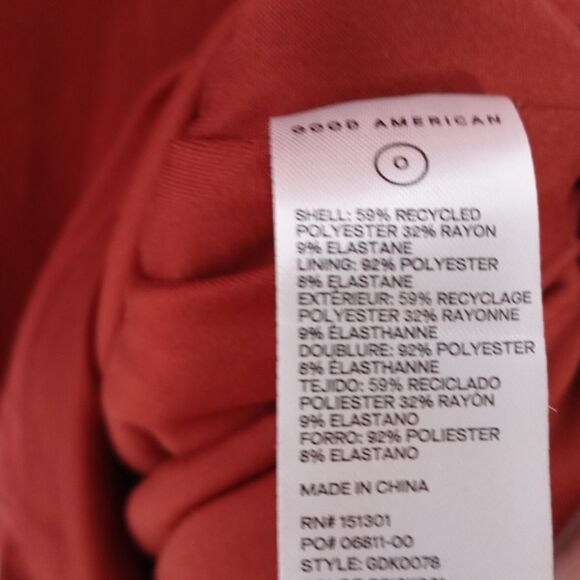 GOOD AMERICAN
0
SHELL: 59% RECYCLED
POLYESTER 32% RAYON
9% ELASTANE
LINING: 92% POLYESTER
8% ELASTANE
EXTÉRIEUR: 59% RECYCLAGE
POLYESTER 32% RAYONNE
9% ÉLASTHANNE
DOUBLURE: 92% POLYESTER
8% ÉLASTHANNE
TEJIDO: 59% RECICLADO
POLIESTER 32% RAYÓN
9% ELASTANO
FORRO: 92% POLIESTER
8% ELASTANO
MADE IN CHINA
RN# 151301
PO# 06811-00
STYLE: GDK0078